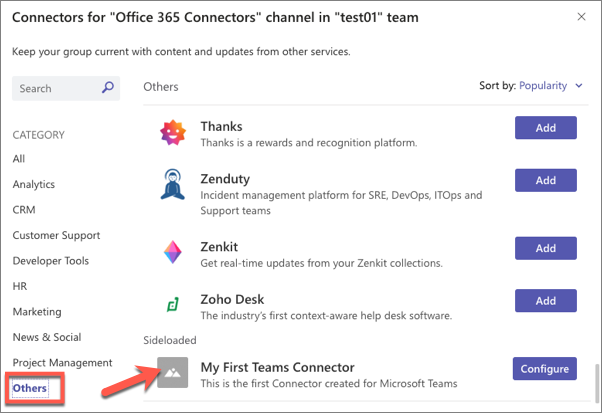 Connectors for "Office 365 Connectors" channel in "test01" team
Keep your group current with content and updates from other services.
Search
Others
Sort by: Popularity
CATEGORY
All
Analytics
CRM
Customer Support
Developer Tools
HR
Marketing
News & Social
Project Management
Others
Thanks
Thanks is a rewards and recognition platform.
Add
Zenduty
Incident management platform for SRE, DevOps, ITOps and
Support teams
Add
Zenkit
Get real-time updates from your Zenkit collections.
Add
Zoho Desk
The industry's first context-aware help desk software.
Add
Sideloaded
My First Teams Connector
This is the first Connector created for Microsoft Teams
Configure